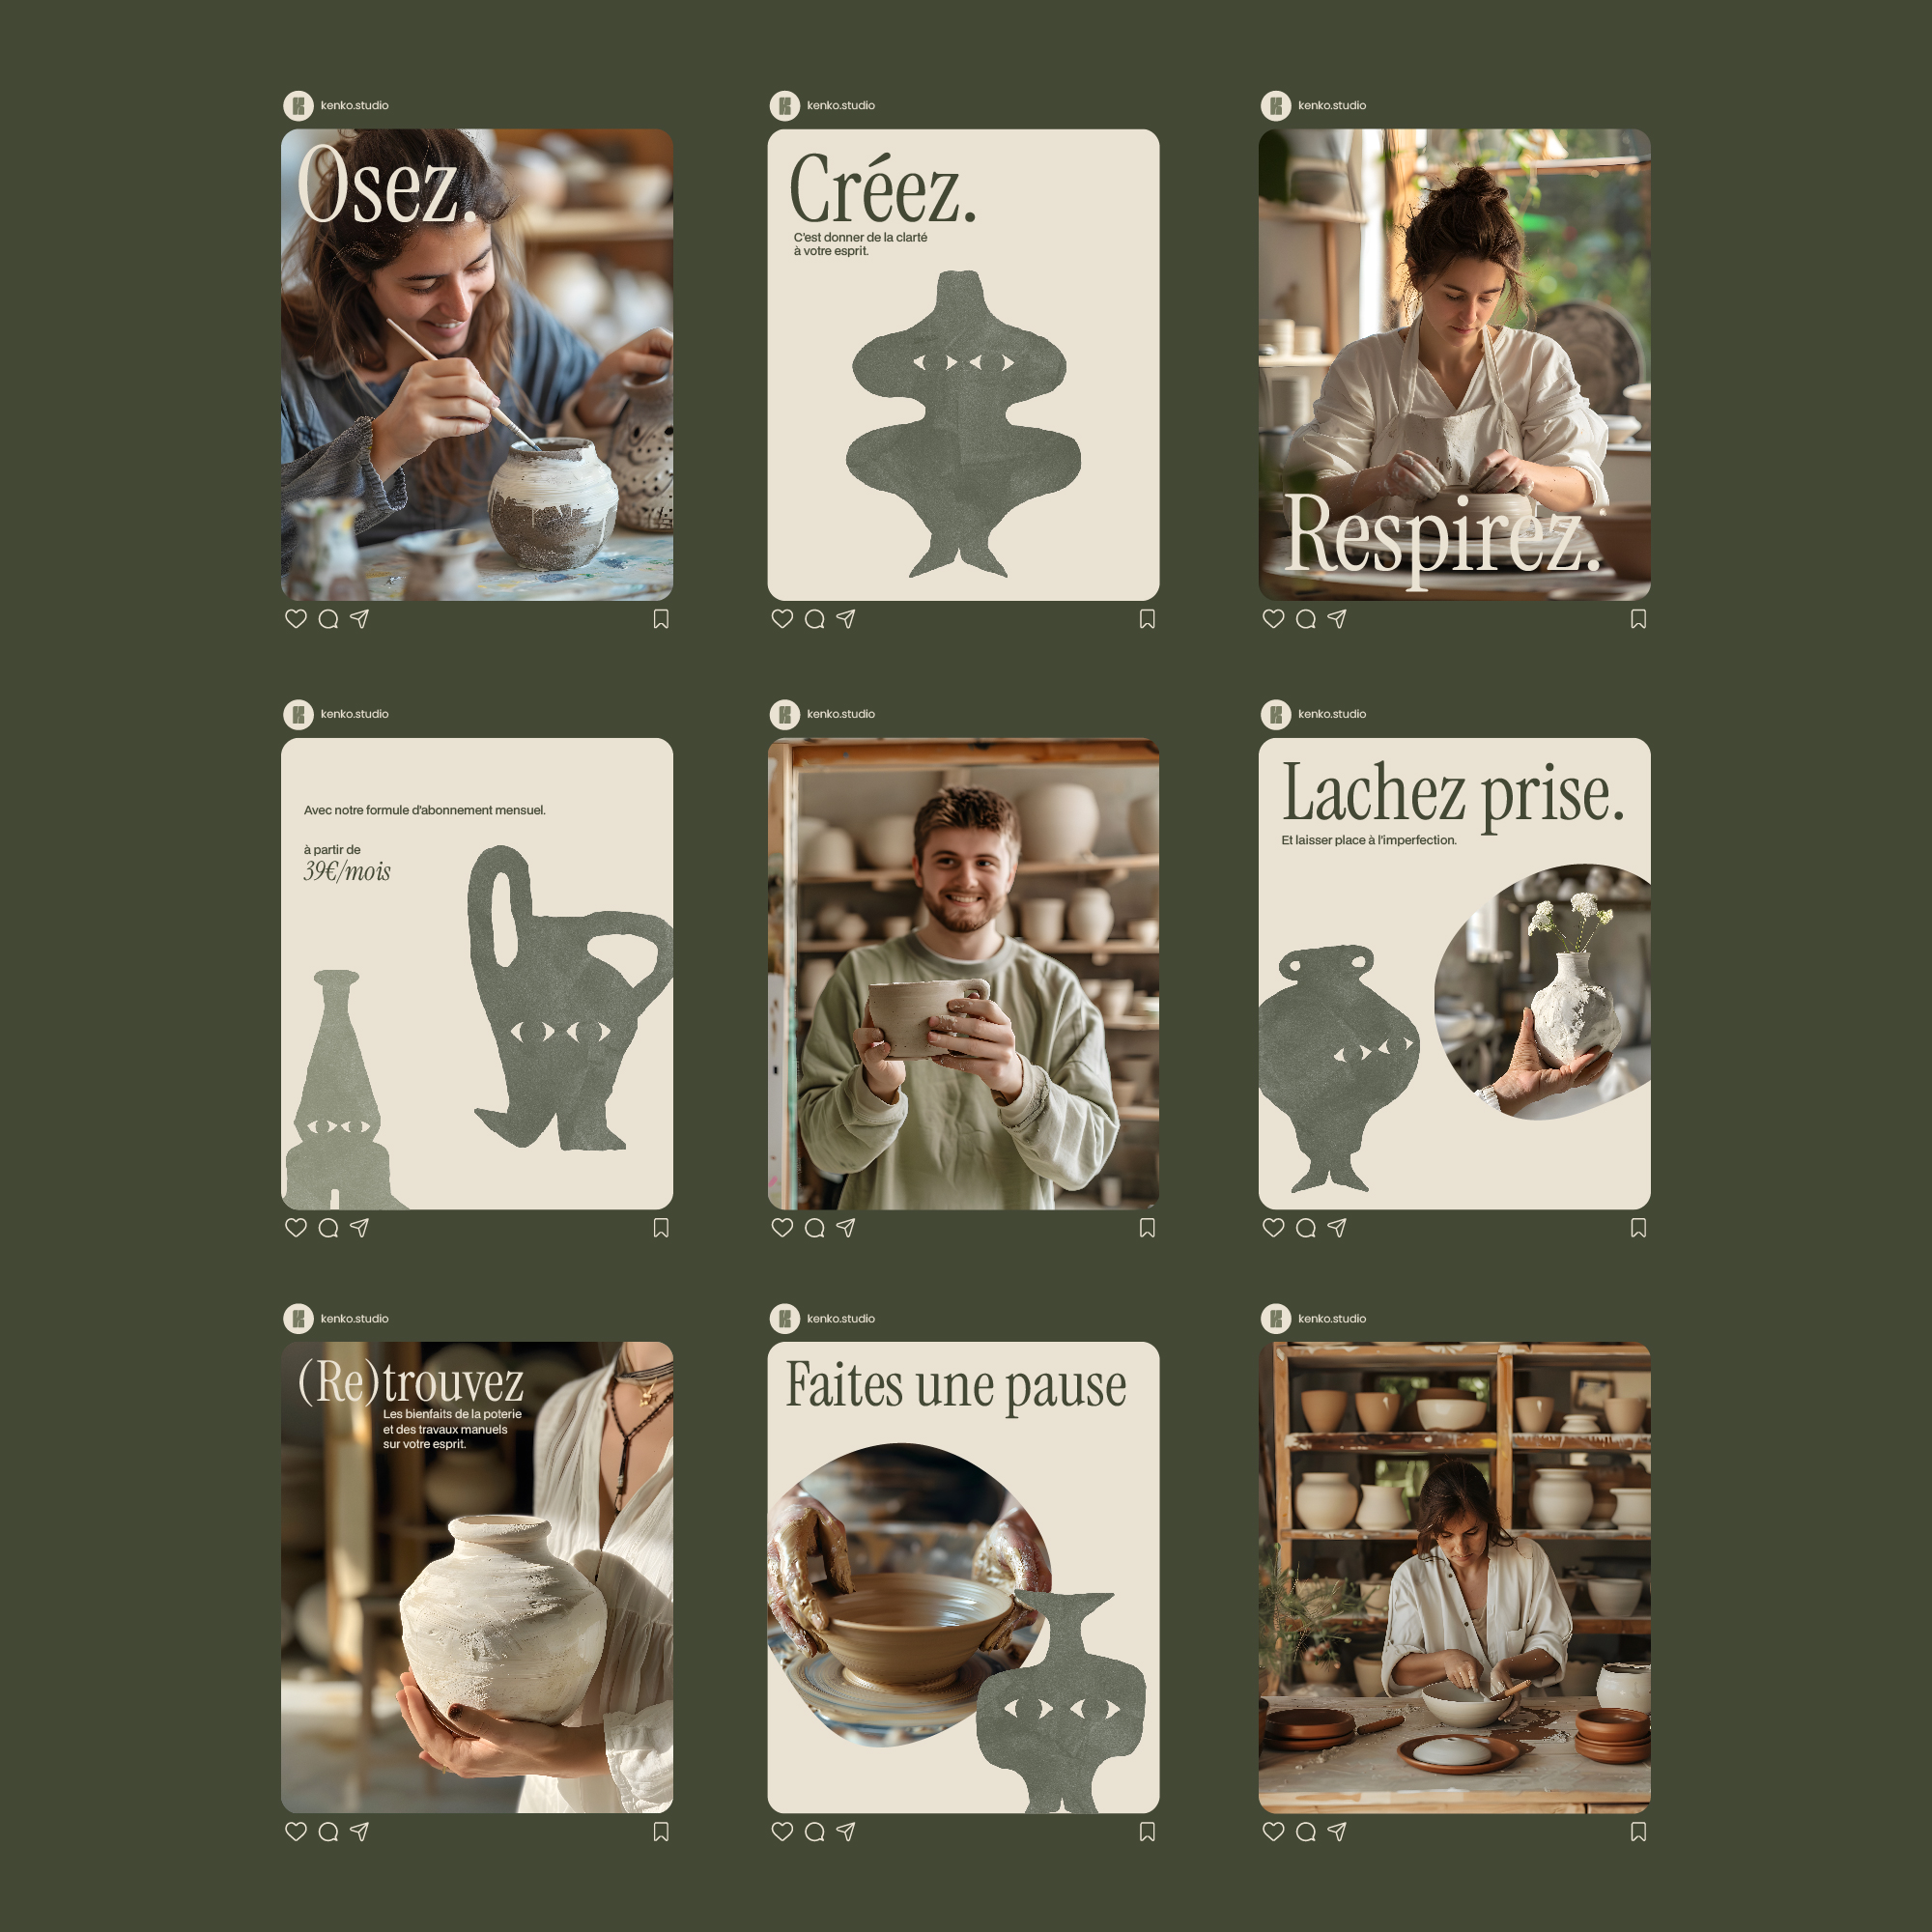 kenko.studio
Osez.
kenko.studio
Créez.
C'est donner de la clarté
à votre esprit.
kenko.studio
Respirez.
kenko.studio
Avec notre formule d'abonnement mensuel.
à partir de
39€/mois
kenko.studio
kenko.studio
Lachez prise.
Et laisser place à l'imperfection.
kenko.studio
(Re)trouvez
Les bienfaits de la poterie
et des travaux manuels
sur votre esprit.
kenko.studio
Faites une pause
kenko.studio